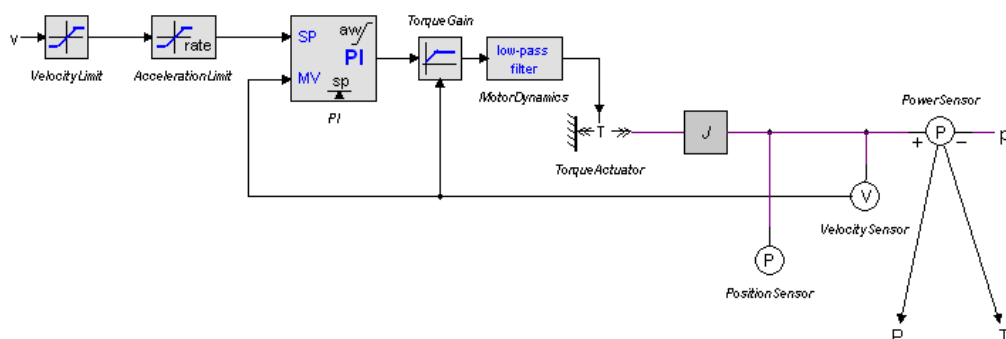 v
VelocityLimit
rate
AccelerationLimit
SP
MV
aw
PI
sp
PI
TorqueGain
low-pass
filter
MotorDynamics
T
TorqueActuator
J
P
PositionSensor
V
VelocitySensor
PowerSensor
+
P
−
p
P
T